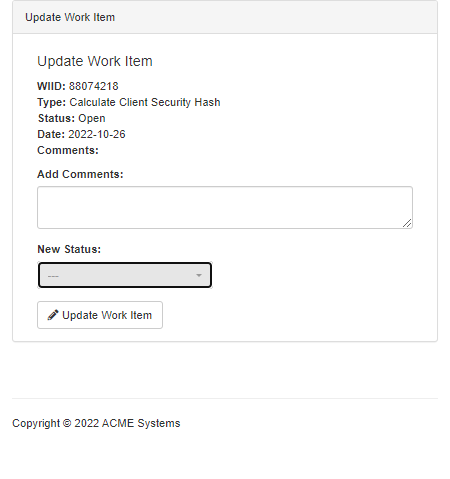 Update Work Item
Update Work Item
WIID: 88074218
Type: Calculate Client Security Hash
Status: Open
Date: 2022-10-26
Comments:
Add Comments:
New Status:
---
Update Work Item
Copyright © 2022 ACME Systems